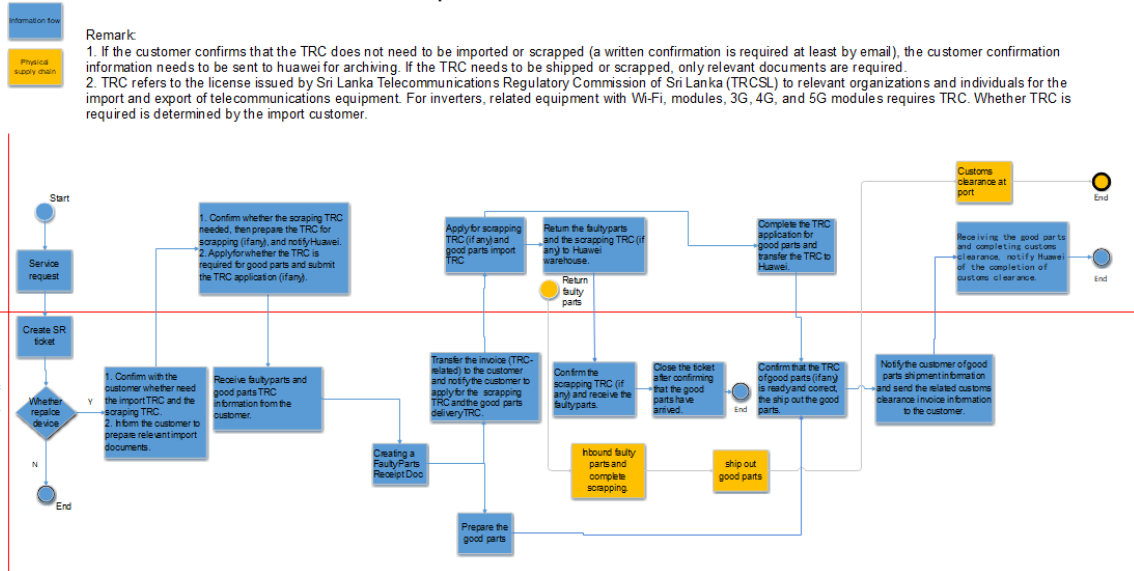 Information flow
Physical
supply chain
Remark:
1. If the customer confirms that the TRC does not need to be imported or scrapped (a written confirmation is required at least by email), the customer confirmation
information needs to be sent to huawei for archiving. If the TRC needs to be shipped or scrapped, only relevant documents are required.
2. TRC refers to the license issued by Sri Lanka Telecommunications Regulatory Commission of Sri Lanka (TRCSL) to relevant organizations and individuals for the
import and export of telecommunications equipment. For inverters, related equipment with Wi-Fi, modules, 3G, 4G, and 5G modules requires TRC. Whether TRC is
required is determined by the import customer.
Start
Service
request
Create SR
ticket
Whether
repalce
device
Y
N
End
1. Confirm with the
customer whether need
the import TRC and the
scraping TRC.
2. Inform the customer to
prepare relevant import
documents.
1. Confirm whether the scraping TRC
needed, then prepare the TRC for
scrapping (if any), and notify Huawei.
2. Apply for whether the TRC is
required for good parts and submit
the TRC application (if any).
Receive faulty parts and
good parts TRC
information from the
customer.
Creating a
Faulty Parts
Receipt Doc
Transfer the invoice (TRC-
related) to the customer
and notify the customer to
apply for the scrapping
TRC and the good parts
delivery TRC.
Apply for scrapping
TRC (if any) and
good parts import
TRC
Return the faulty parts
and the scrapping TRC (if
any) to Huawei
warehouse.
Return
faulty
parts
Confirm the
scrapping TRC (if
any) and receive the
faulty parts.
Close the ticket
after confirming
that the good
parts have
arrived.
End
Inbound faulty
parts and
complete
scrapping.
ship out
good parts
Prepare the
good parts
Complete the TRC
application for
good parts and
transfer the TRC to
Huawei.
Confirm that the TRC
of good parts (if any)
is ready and correct,
the ship out the good
parts.
Notify the customer of good
parts shipment information
and send the related customs
clearance invoice information
to the customer.
Receiving the good parts
and completing customs
clearance, notify Huawei
of the completion of
customs clearance.
End
Customs
clearance at
port
End